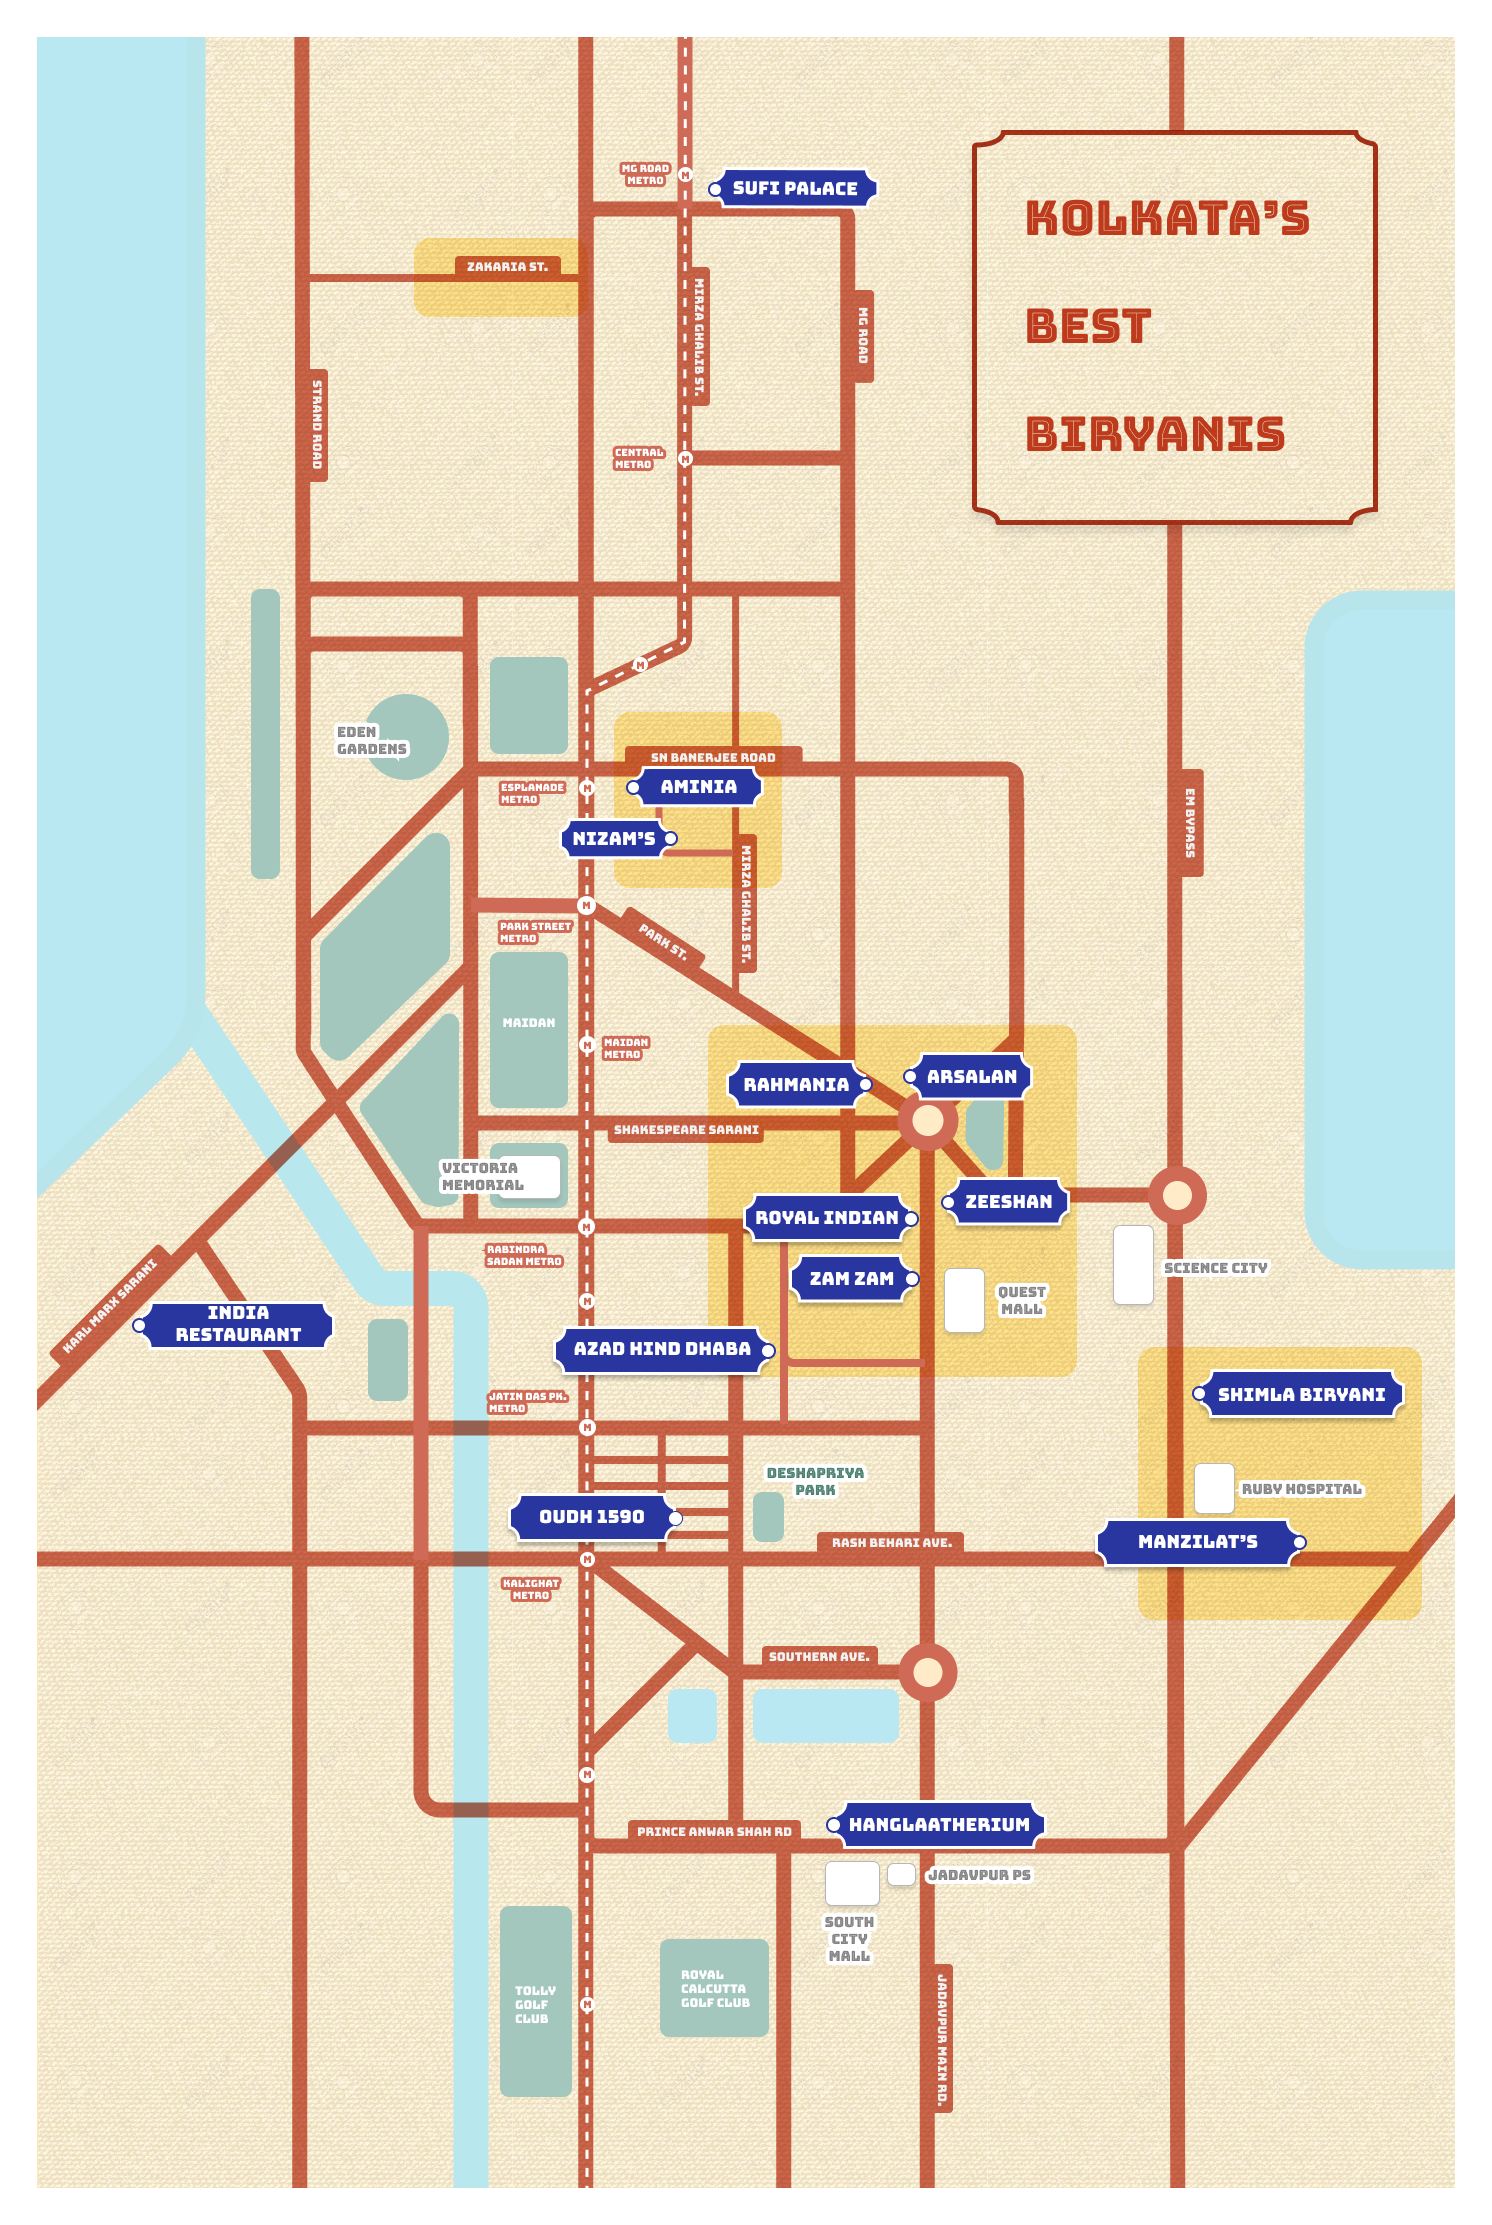 KOLKATA'S
BEST
BIRYANIS
MG ROAD
METRO
SUFI PALACE
ZAKARIA ST.
MIRZA GHALIB ST.
MG ROAD
STRAND ROAD
CENTRAL
METRO
EDEN
GARDENS
SN BANERJEE ROAD
ESPLANADE
METRO
AMINIA
NIZAM'S
EM BYPASS
MIRZA GHALIB ST.
PARK STREET
METRO
PARK ST.
MAIDAN
MAIDAN
METRO
RAHMANIA
ARSALAN
SHAKESPEARE SARANI
VICTORIA
MEMORIAL
ZEESHAN
ROYAL INDIAN
RABINDRA
SADAN METRO
SCIENCE CITY
ZAM ZAM
QUEST
MALL
KARL MARX SARANI
INDIA
RESTAURANT
AZAD HIND DHABA
JATIN DAS PK.
METRO
SHIMLA BIRYANI
DESHAPRIYA
PARK
RUBY HOSPITAL
OUDH 1590
RASH BEHARI AVE.
MANZILAT'S
KALIGHAT
METRO
SOUTHERN AVE.
PRINCE ANWAR SHAH RD
HANGLAATHERIUM
JADAVPUR PS
SOUTH
CITY
MALL
TOLLY
GOLF
CLUB
ROYAL
CALCUTTA
GOLF CLUB
JADAVPUR MAIN RD.
M
M
M
M
M
M
M
M
M
M
M
M